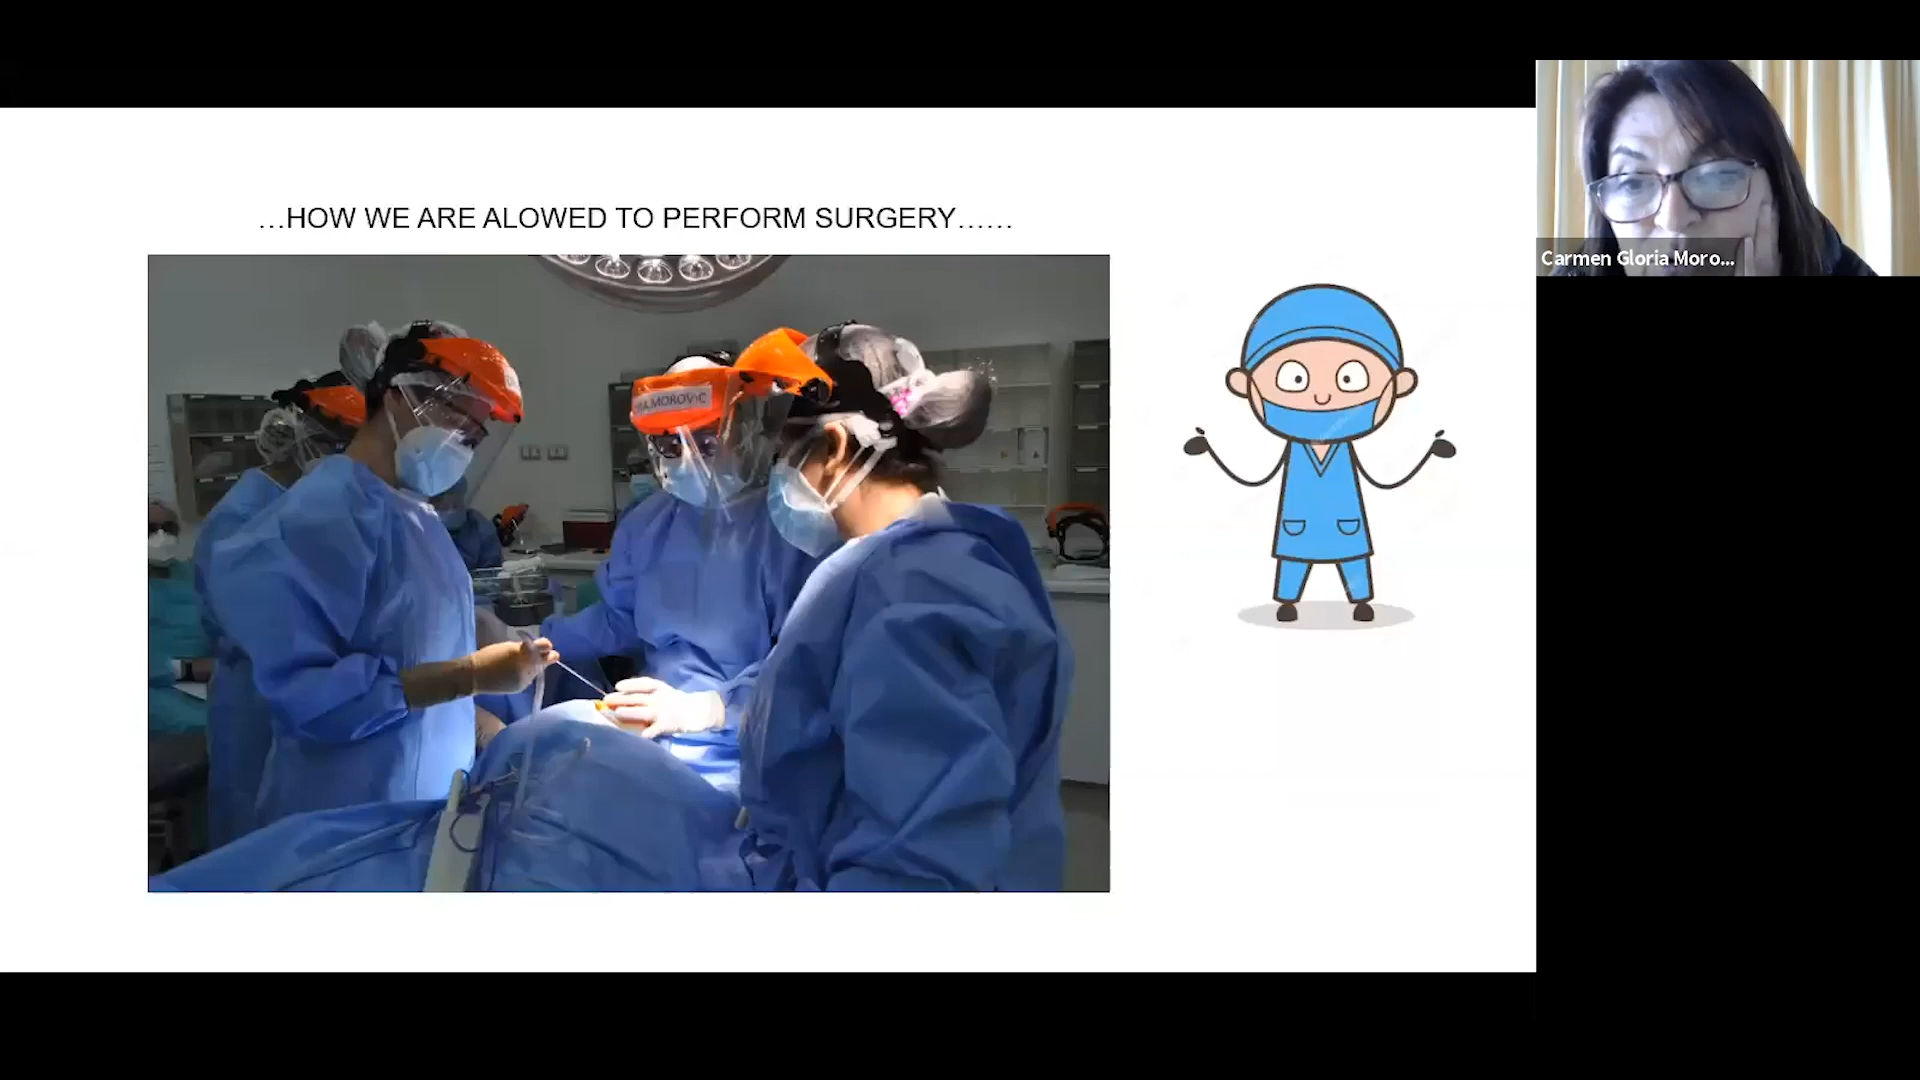 ...HOW WE ARE ALOWED TO PERFORM SURGERY......
Carmen Gloria Moro...
MOROVIC